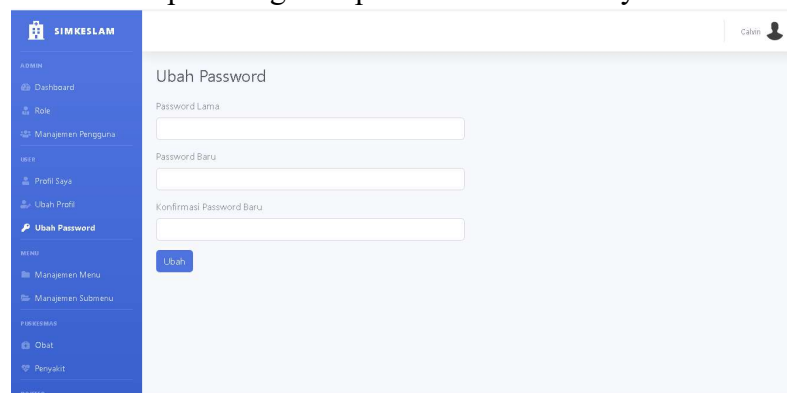 SIMKESLAM
Calvin
ADMIN
Dashboard
Role
Manajemen Pengguna
USER
Profil Saya
Ubah Profil
Ubah Password
MENU
Manajemen Menu
Manajemen Submenu
PUSKESMAS
Obat
Penyakit
Ubah Password
Password Lama
Password Baru
Konfirmasi Password Baru
Ubah